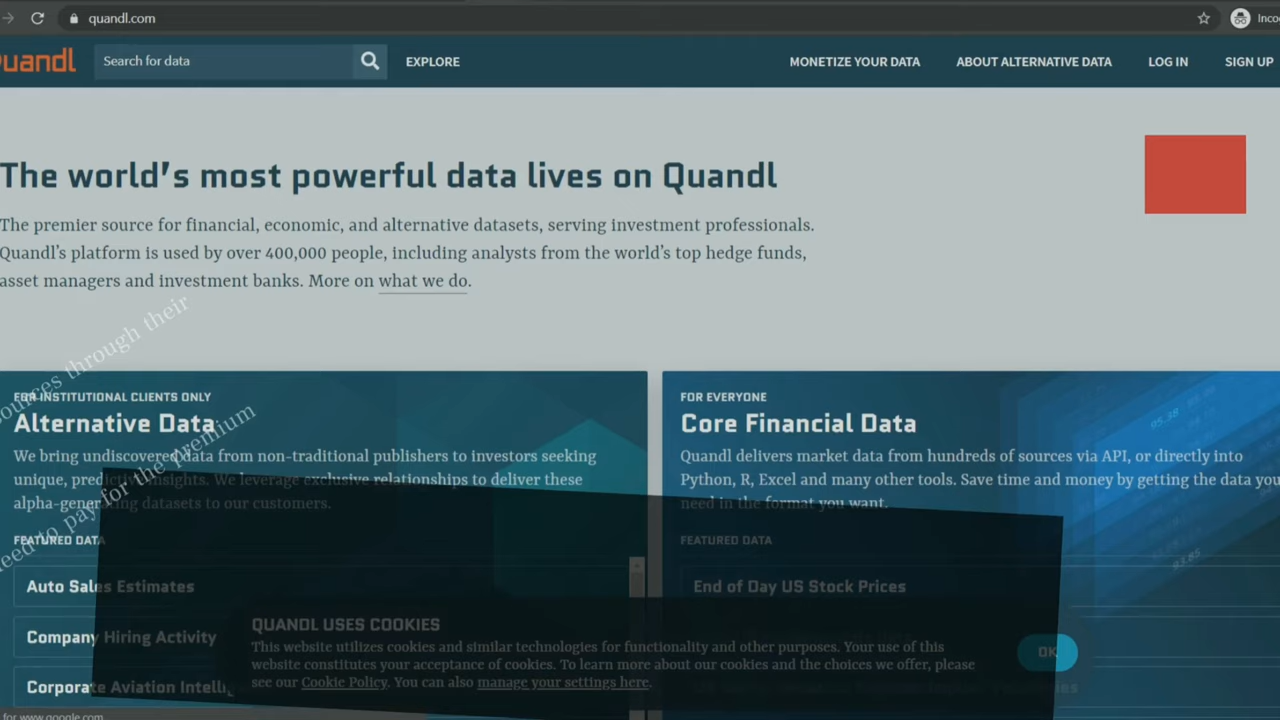 quandl.com
Quandl
Search for data
EXPLORE
MONETIZE YOUR DATA
ABOUT ALTERNATIVE DATA
LOG IN
SIGN UP
The world's most powerful data lives on Quandl
The premier source for financial, economic, and alternative datasets, serving investment professionals.
Quandl's platform is used by over 400,000 people, including analysts from the world's top hedge funds,
asset managers and investment banks. More on what we do.
through their
need to pay for the premium
FOR INSTITUTIONAL CLIENTS ONLY
Alternative Data
We bring undiscovered data from non-traditional publishers to investors seeking
unique, predictive insights. We leverage exclusive relationships to deliver these
alpha-generating datasets to our customers.
FEATURED DATA
Auto Sales Estimates
Company Hiring Activity
Corporate Aviation
FOR EVERYONE
Core Financial Data
Quandl delivers market data from hundreds of sources via API, or directly into
Python, R, Excel and many other tools. Save time and money by getting the data you
need in the format you want.
FEATURED DATA
End of Day US Stock Prices
95.38
93.85
QUANDL USES COOKIES
This website utilizes cookies and similar technologies for functionality and other purposes. Your use of this
website constitutes your acceptance of cookies. To learn more about our cookies and the choices we offer, please
see our Cookie Policy. You can also manage your settings here.
OK
for www.google.com